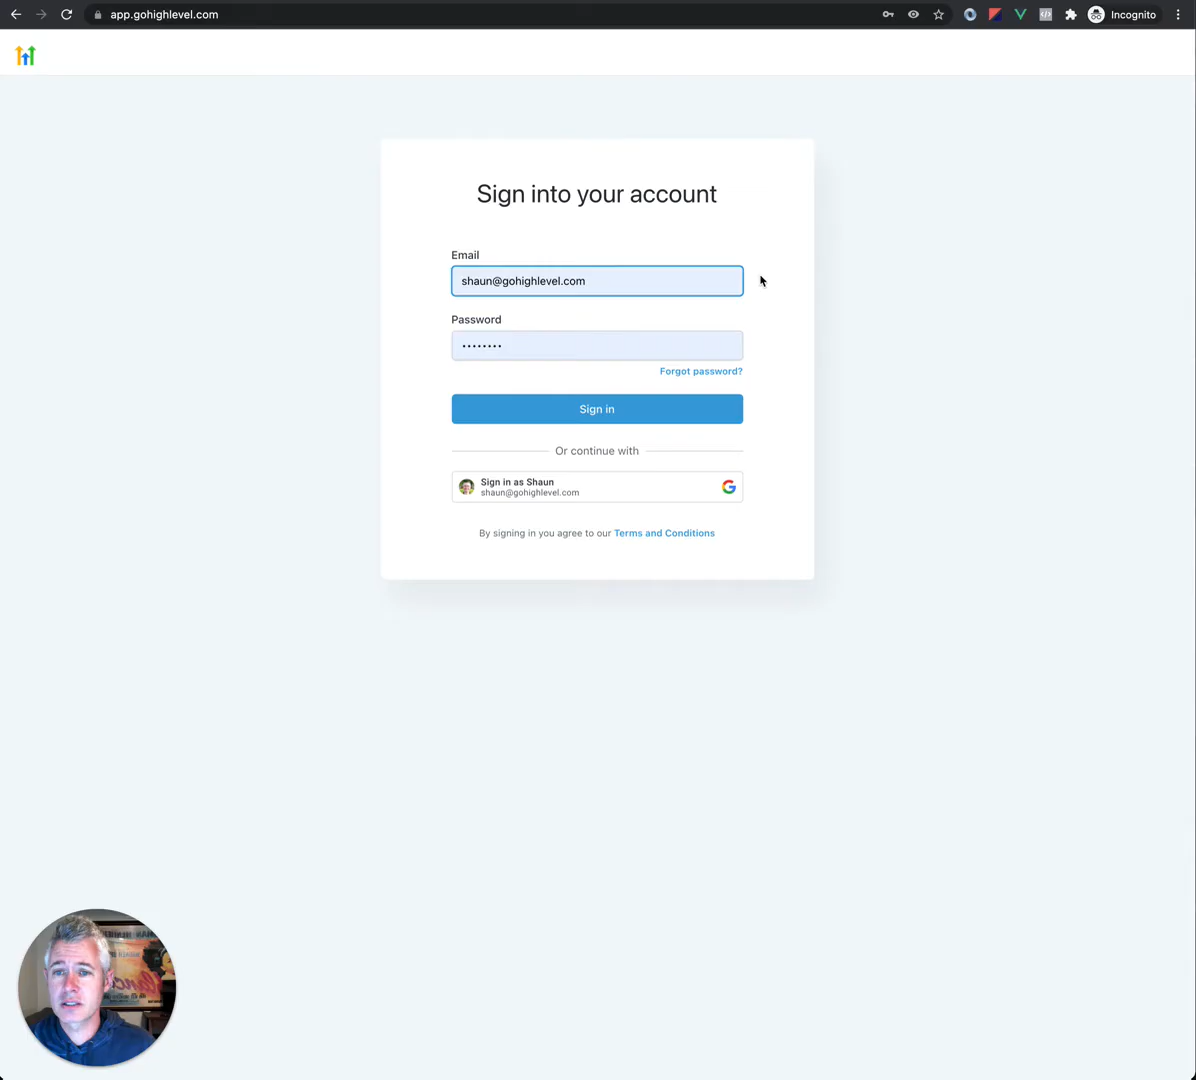 app.gohighlevel.com
Incognito
Sign into your account
Email
shaun@gohighlevel.com
Password
••••••••
Forgot password?
Sign in
Or continue with
Sign in as Shaun
shaun@gohighlevel.com
By signing in you agree to our Terms and Conditions